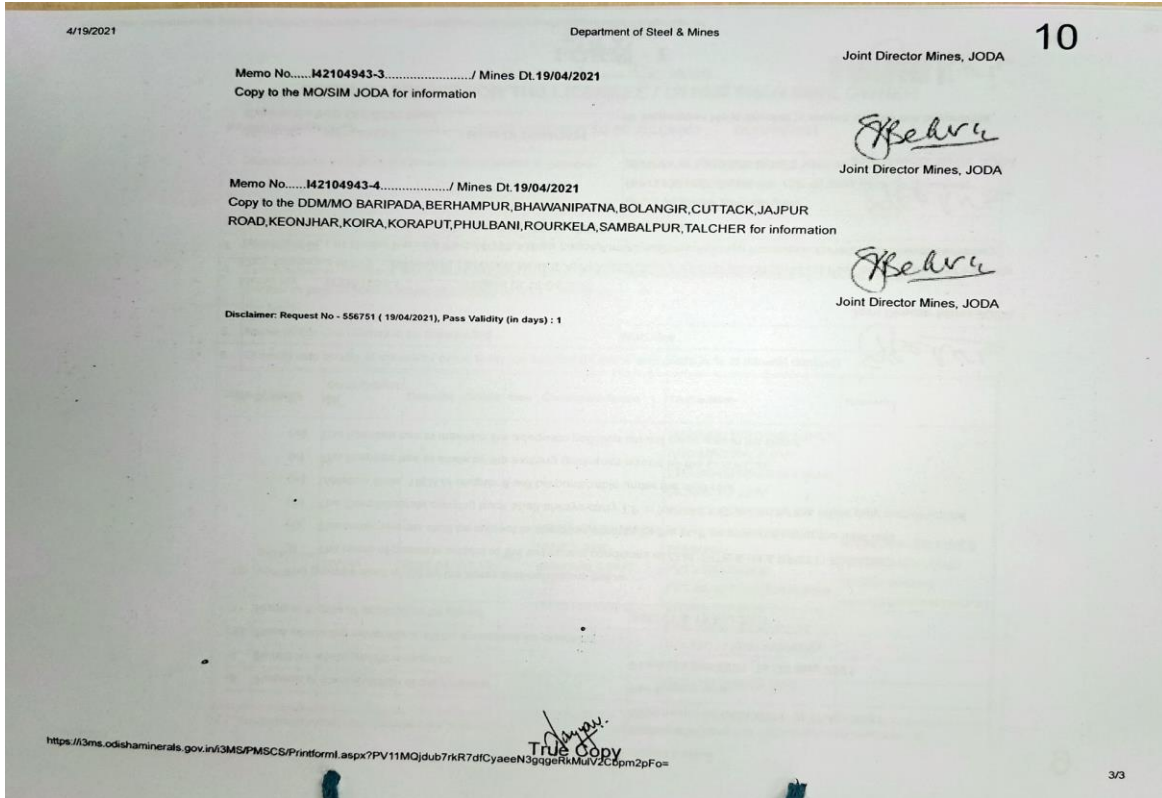 4/19/2021
Department of Steel & Mines
10
Joint Director Mines, JODA
Memo No......I42104943-3......................../ Mines Dt.19/04/2021
Copy to the MO/SIM JODA for information
SKBehra
Joint Director Mines, JODA
Memo No......I42104943-4..................../ Mines Dt.19/04/2021
Copy to the DDM/MO BARIPADA,BERHAMPUR,BHAWANIPATNA,BOLANGIR,CUTTACK,JAJPUR
ROAD,KEONJHAR,KOIRA,KORAPUT,PHULBANI,ROURKELA,SAMBALPUR,TALCHER for information
SKBehra
Joint Director Mines, JODA
Disclaimer: Request No - 556751 ( 19/04/2021), Pass Validity (in days) : 1
True Copy
https://i3ms.odishaminerals.gov.in/i3MS/PMSCS/PrintformI.aspx?PV11MQjdub7rkR7dfCyaeeN3gqgeRkMulV2Cbpm2pFo=
3/3